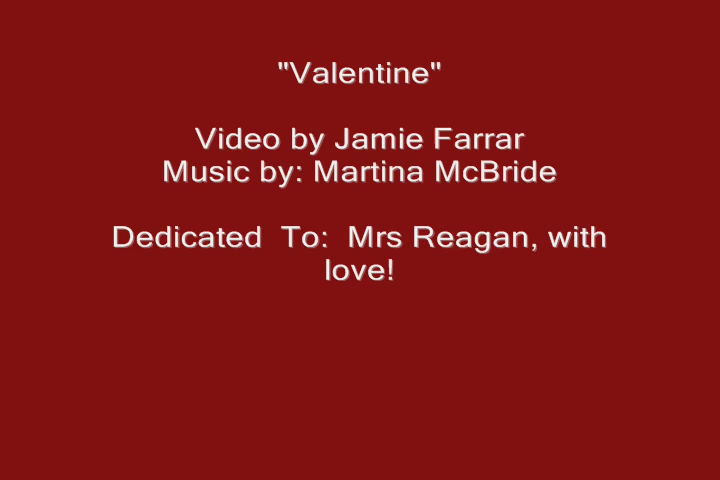 "Valentine"
Video by Jamie Farrar
Music by: Martina McBride
Dedicated  To:  Mrs Reagan, with
love!